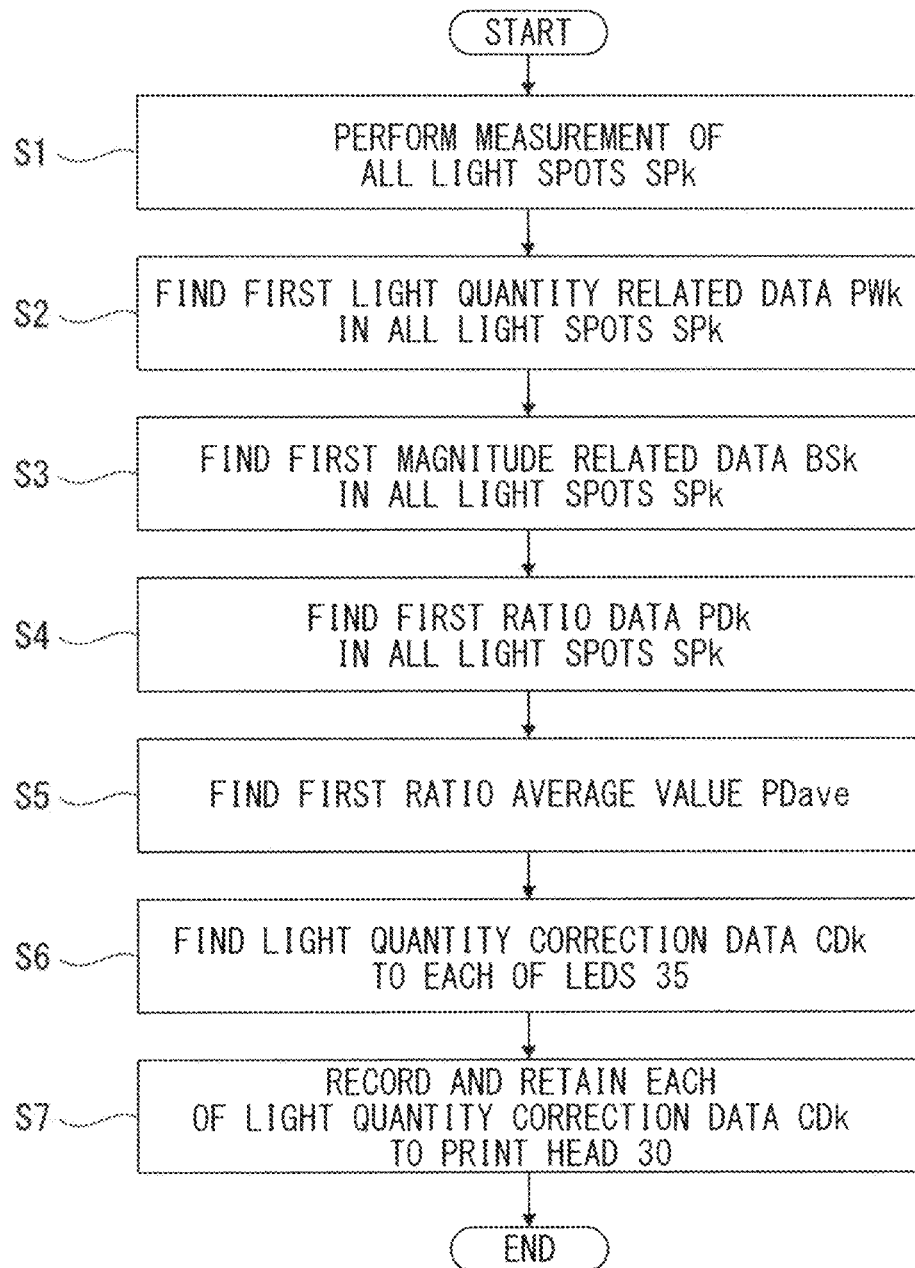 START
S1
PERFORM MEASUREMENT OF
ALL LIGHT SPOTS SPk
S2
FIND FIRST LIGHT QUANTITY RELATED DATA PWk
IN ALL LIGHT SPOTS SPk
S3
FIND FIRST MAGNITUDE RELATED DATA BSk
IN ALL LIGHT SPOTS SPk
S4
FIND FIRST RATIO DATA PDk
IN ALL LIGHT SPOTS SPk
S5
FIND FIRST RATIO AVERAGE VALUE PDave
S6
FIND LIGHT QUANTITY CORRECTION DATA CDk
TO EACH OF LEDS 35
S7
RECORD AND RETAIN EACH
OF LIGHT QUANTITY CORRECTION DATA CDk
TO PRINT HEAD 30
END